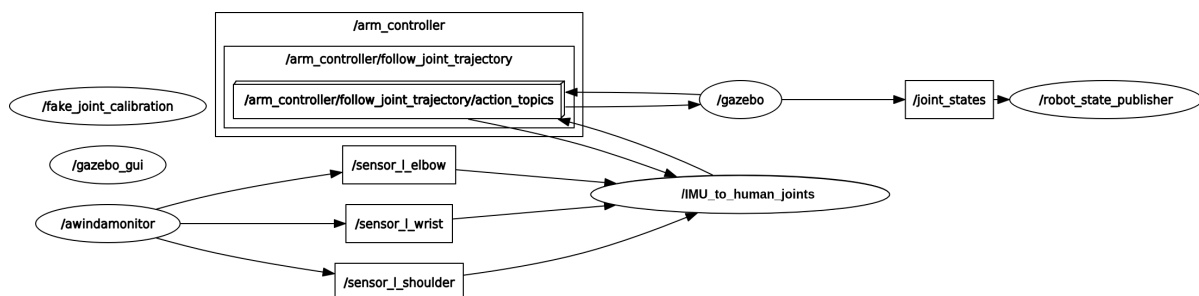 /arm_controller
/arm_controller/follow_joint_trajectory
/arm_controller/follow_joint_trajectory/action_topics
/fake_joint_calibration
/gazebo
/joint_states
/robot_state_publisher
/gazebo_gui
/sensor_l_elbow
/IMU_to_human_joints
/awindamonitor
/sensor_l_wrist
/sensor_l_shoulder